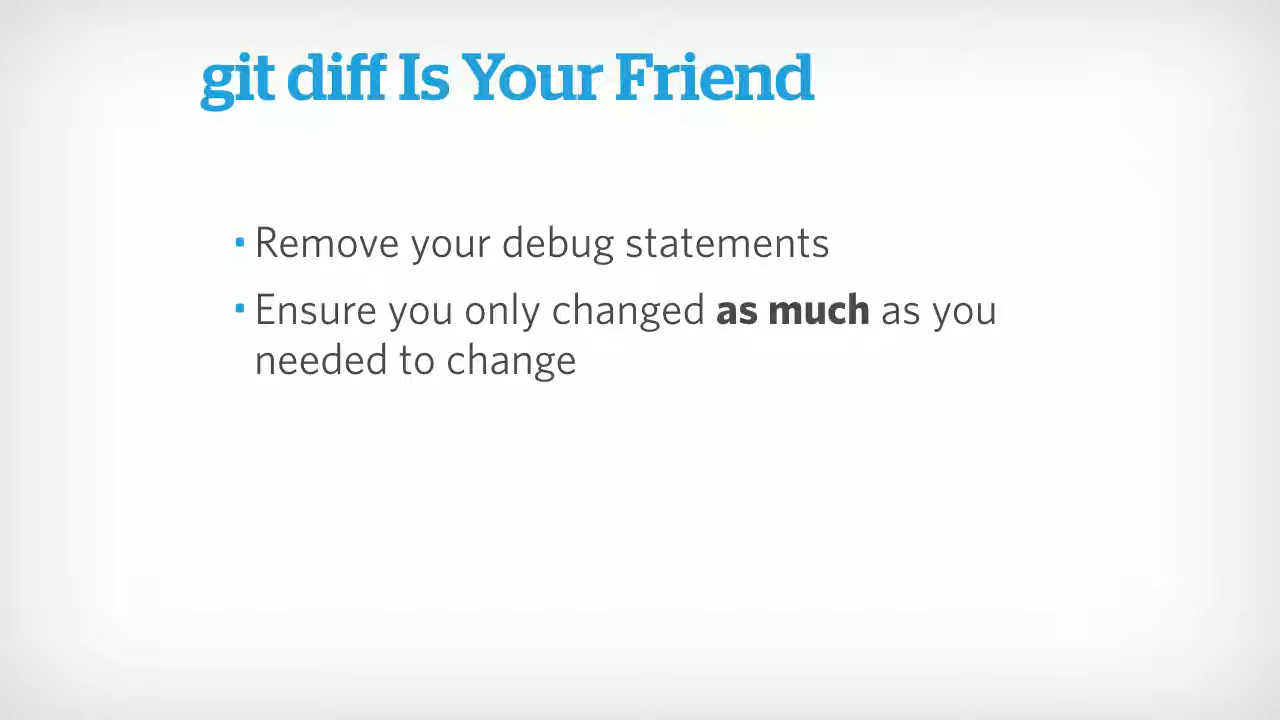 git diff Is Your Friend
• Remove your debug statements
• Ensure you only changed as much as you
needed to change